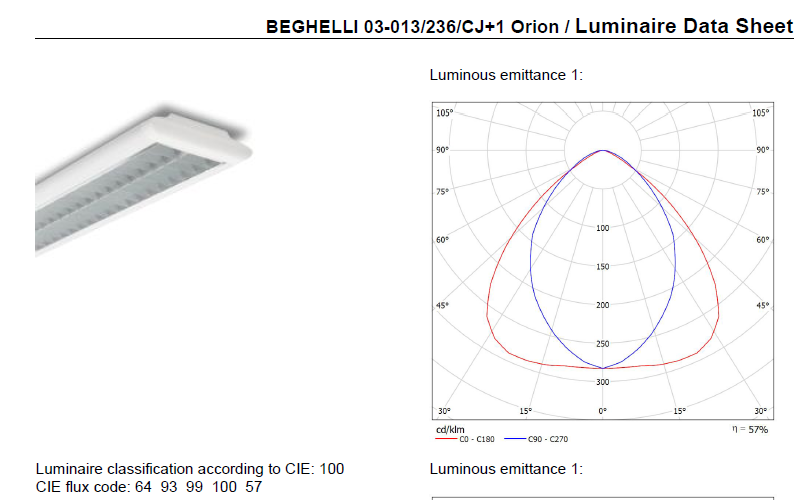 BEGHELLI 03-013/236/CJ+1 Orion / Luminaire Data Sheet
Luminous emittance 1:
105° 105°
90° 90°
75° 75°
60° 60°
45° 45°
100
150
200
250
300
30° 15° 0° 15° 30°
cd/klm η = 57%
C0 - C180 C90 - C270
Luminaire classification according to CIE: 100
CIE flux code: 64 93 99 100 57
Luminous emittance 1: